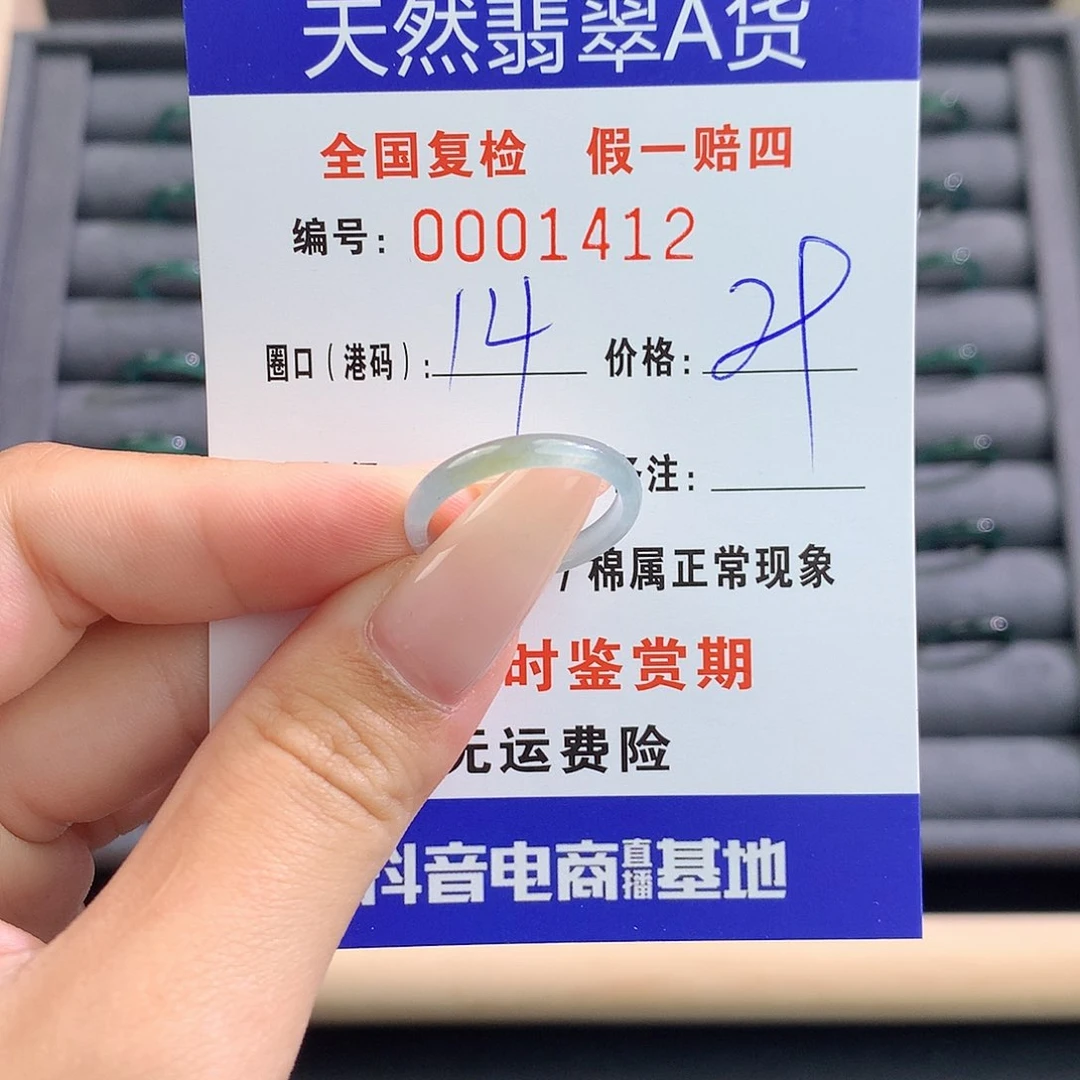 天然翡翠A货
全国复检 假一赔四
编号: 0001412
圈口(港码): 14 价格:
注:
/棉属正常现象
时鉴赏期
无运费险
抖音电商直播基地